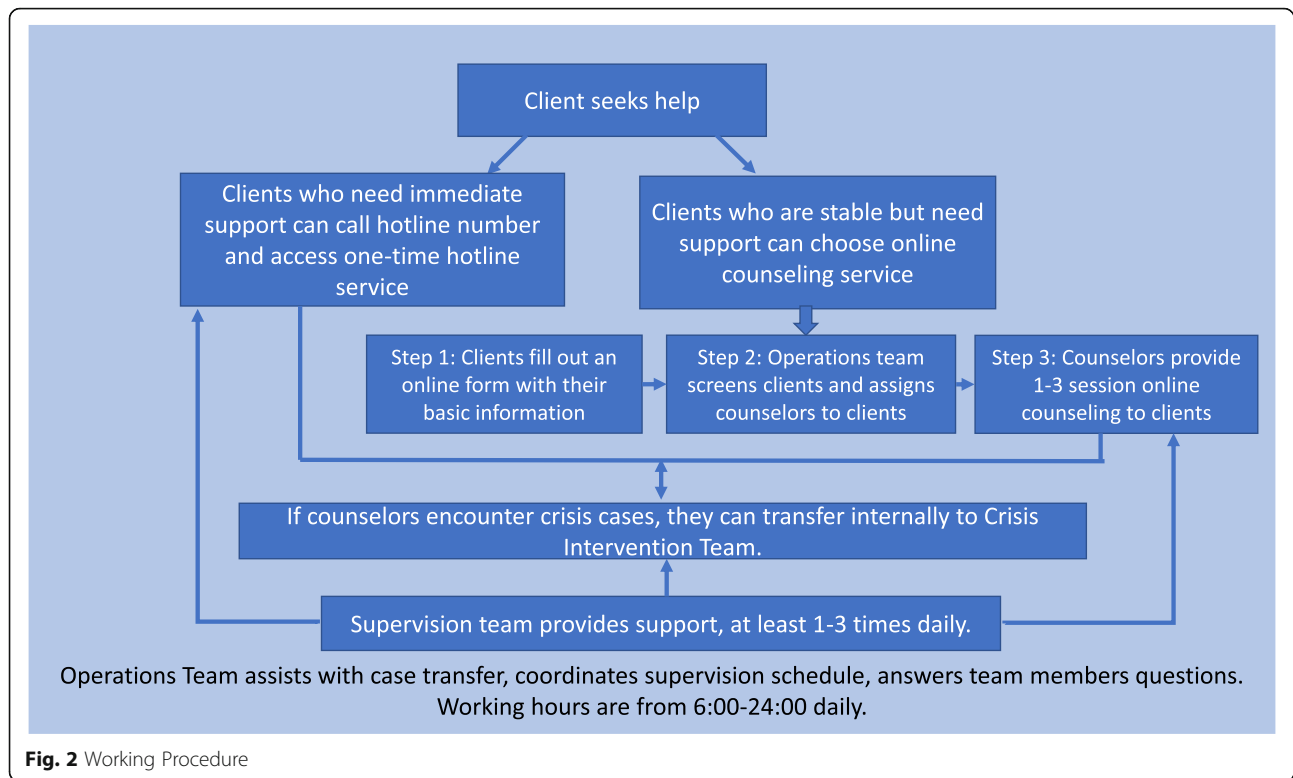 Client seeks help
Clients who need immediate
support can call hotline number
and access one-time hotline
service
Clients who are stable but need
support can choose online
counseling service
Step 1: Clients fill out an
online form with their
basic information
Step 2: Operations team
screens clients and assigns
counselors to clients
Step 3: Counselors provide
1-3 session online
counseling to clients
If counselors encounter crisis cases, they can transfer internally to Crisis
Intervention Team.
Supervision team provides support, at least 1-3 times daily.
Operations Team assists with case transfer, coordinates supervision schedule, answers team members questions.
Working hours are from 6:00-24:00 daily.
Fig. 2 Working Procedure